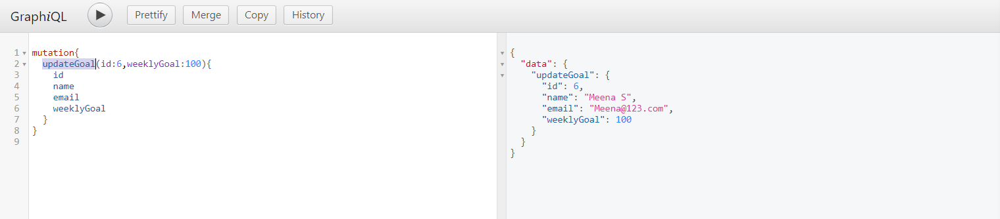 GraphiQL
Prettify
Merge
Copy
History
1 mutation{
2 updateGoal(id:6,weeklyGoal:100){
3 id
4 name
5 email
6 weeklyGoal
7 }
8 }
9
{
"data": {
"updateGoal": {
"id": 6,
"name": "Meena S",
"email": "Meena@123.com",
"weeklyGoal": 100
}
}
}